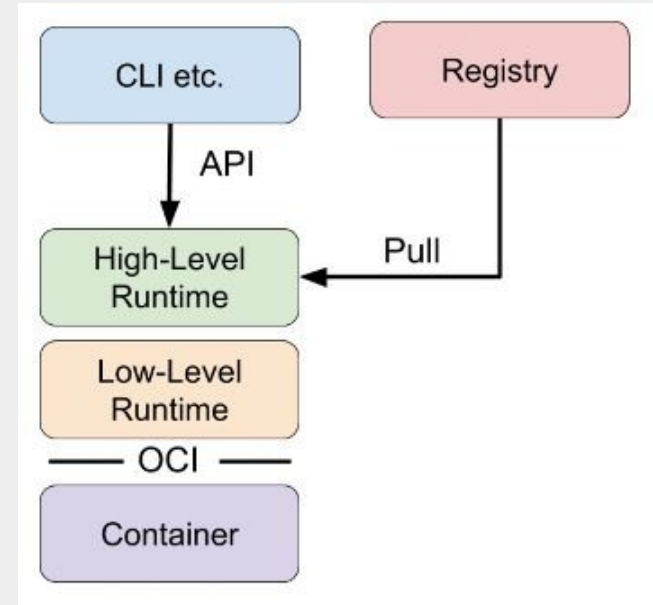 CLI etc.
Registry
API
High-Level
Runtime
Pull
Low-Level
Runtime
OCI
Container